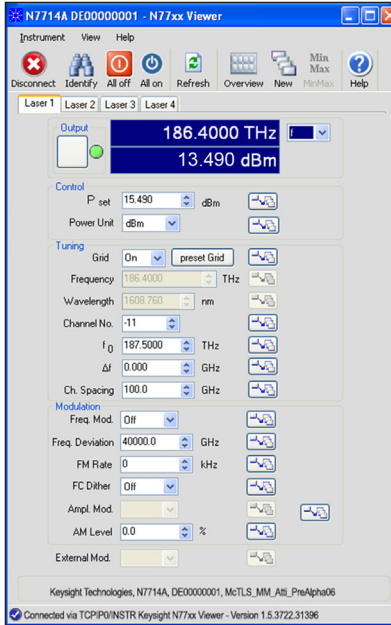 N7714A DE00000001 - N77xx Viewer
Instrument View Help
Disconnect Identify All off All on Refresh Overview New MinMax Help
Min
Max
Laser 1 Laser 2 Laser 3 Laser 4
Output
186.4000 THz f
13.490 dBm
Control
P set 15.490 dBm
Power Unit dBm
Tuning
Grid On preset Grid
Frequency 186.4000 THz
Wavelength 1608.760 nm
Channel No. -11
f 0 187.5000 THz
Δf 0.000 GHz
Ch. Spacing 100.0 GHz
Modulation
Freq. Mod. Off
Freq. Deviation 40000.0 GHz
FM Rate 0 kHz
FC Dither Off
Ampl. Mod.
AM Level 0.0 %
External Mod.
Keysight Technologies, N7714A, DE00000001, McTLS_MM_Atti_PreAlpha06
Connected via TCPIP0/INSTR Keysight N77xx Viewer - Version 1.5.3722.31396